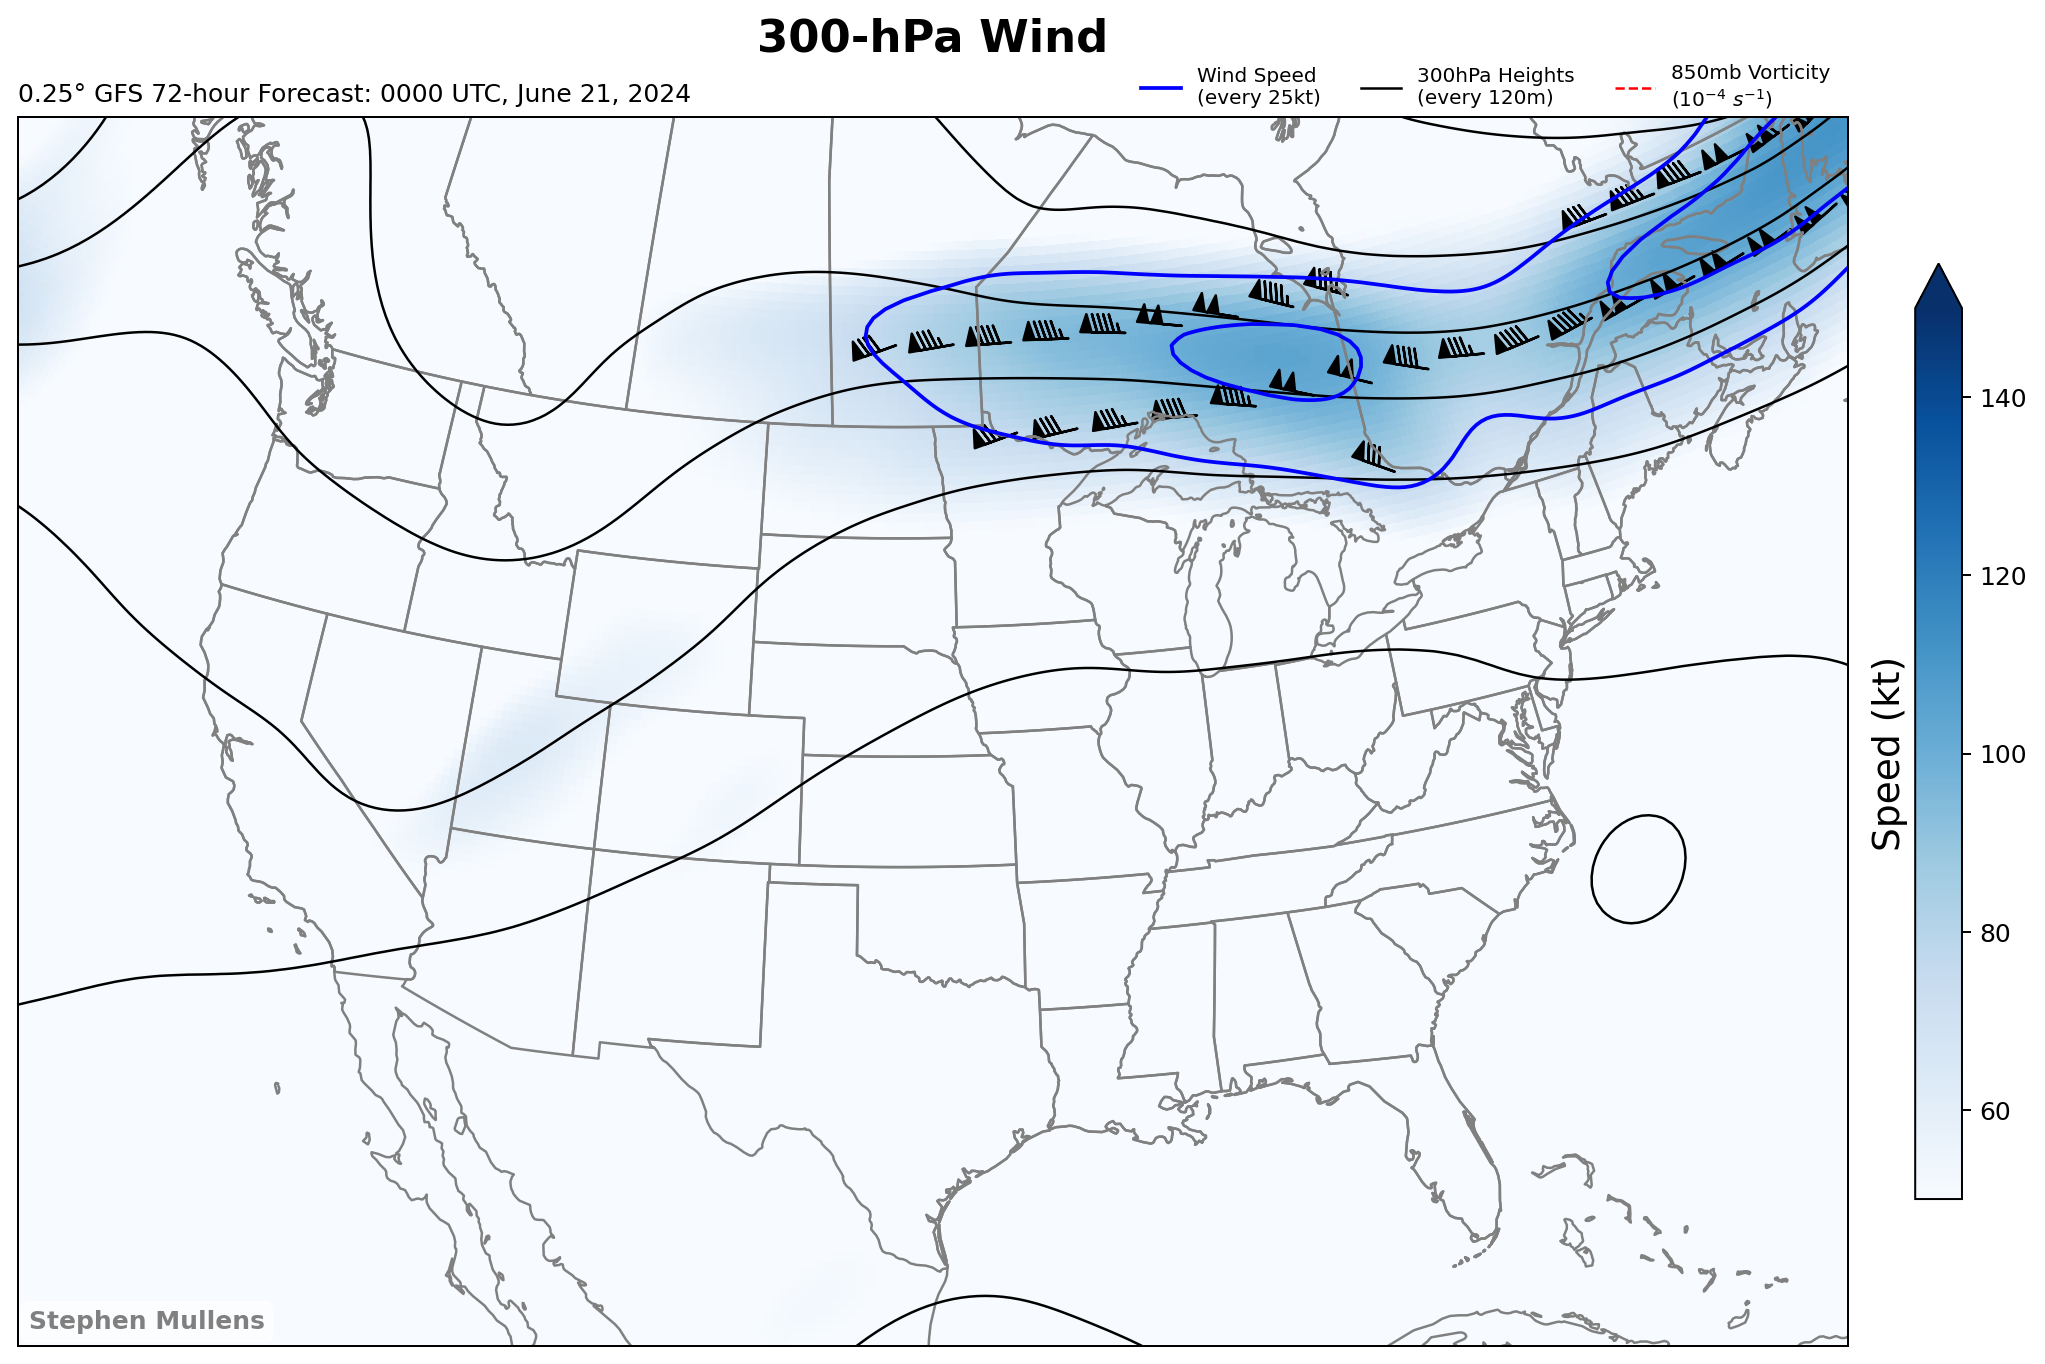 300-hPa Wind
0.25° GFS 72-hour Forecast: 0000 UTC, June 21, 2024
Wind Speed
(every 25kt)
300hPa Heights
(every 120m)
850mb Vorticity
(10⁻⁴ s⁻¹)
140
120
100
80
60
Speed (kt)
Stephen Mullens